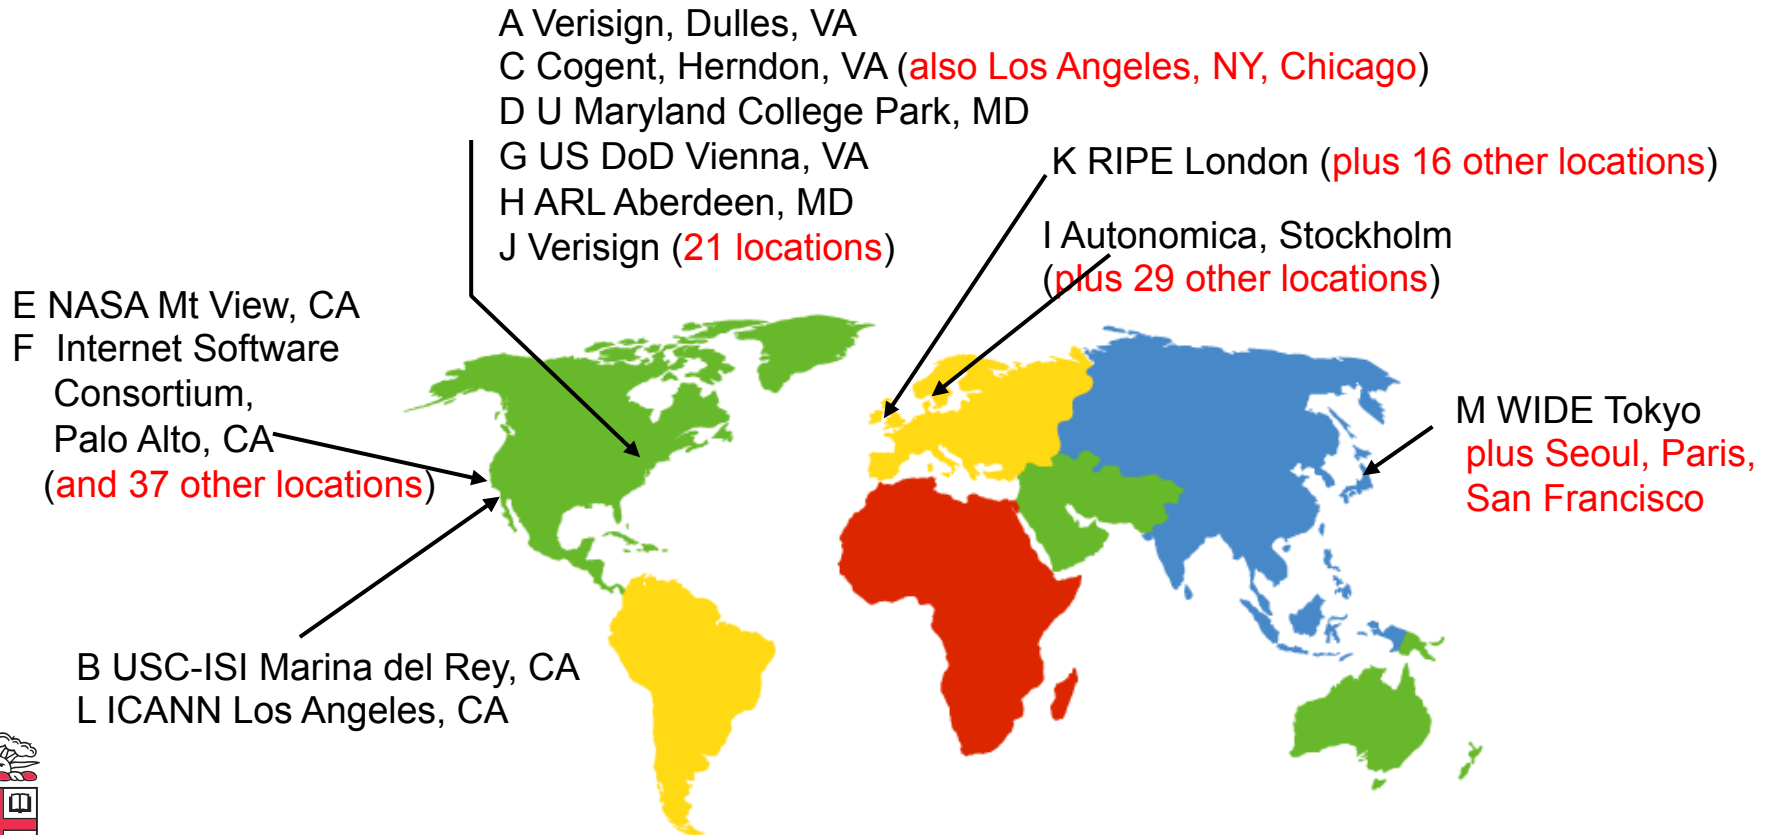 A Verisign, Dulles, VA
C Cogent, Herndon, VA (also Los Angeles, NY, Chicago)
D U Maryland College Park, MD
G US DoD Vienna, VA
H ARL Aberdeen, MD
J Verisign (21 locations)
K RIPE London (plus 16 other locations)
I Autonomica, Stockholm
(plus 29 other locations)
E NASA Mt View, CA
F Internet Software
Consortium,
Palo Alto, CA
(and 37 other locations)
M WIDE Tokyo
plus Seoul, Paris,
San Francisco
B USC-ISI Marina del Rey, CA
L ICANN Los Angeles, CA